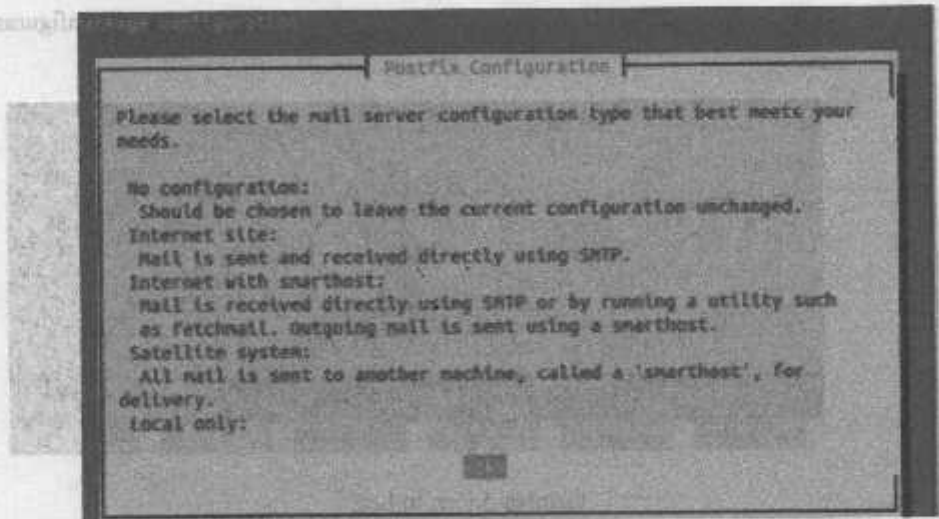 Postfix Configuration
Please select the mail server configuration type that best meets your
needs.
No configuration:
Should be chosen to leave the current configuration unchanged.
Internet site:
Mail is sent and received directly using SMTP.
Internet with smarthost:
Mail is received directly using SMTP or by running a utility such
as fetchmail. Outgoing mail is sent using a smarthost.
Satellite system:
All mail is sent to another machine, called a 'smarthost', for
delivery.
Local only: